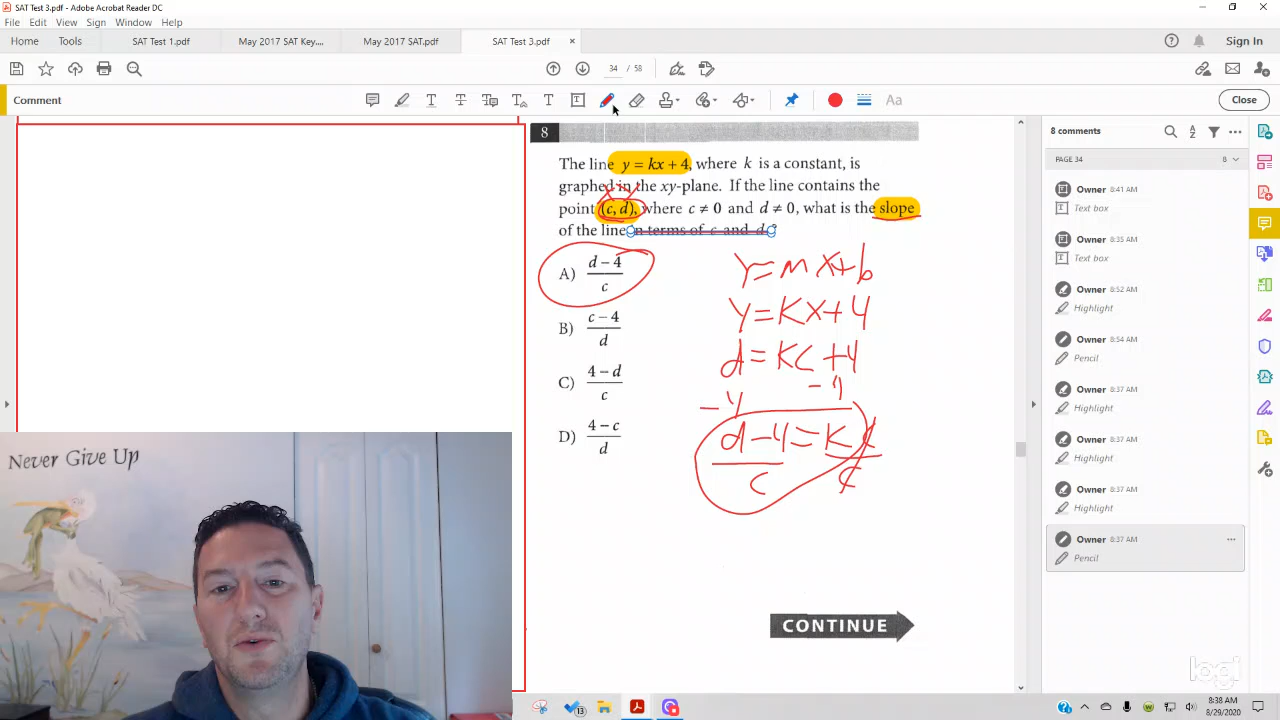 SAT Test 3.pdf - Adobe Acrobat Reader DC
File Edit View Sign Window Help
Home Tools SAT Test 1.pdf May 2017 SAT Key... May 2017 SAT.pdf SAT Test 3.pdf × Sign In
34 / 58
Comment Aa Close
8
The line y = kx + 4, where k is a constant, is
graphed in the xy-plane. If the line contains the
x y
point (c, d), where c ≠ 0 and d ≠ 0, what is the slope
of the line in terms of c and d ?
A) d – 4
c
B) c – 4
d
C) 4 – d
c
D) 4 – c
d
y = mx + b
y = Kx + 4
d = Kc + 4
– 4
– 4
d – 4 = K c
c c
CONTINUE
8 comments
PAGE 34 8
Owner 8:41 AM
Text box
Owner 8:35 AM
Text box
Owner 8:52 AM
Highlight
Owner 8:54 AM
Pencil
Owner 8:37 AM
Highlight
Owner 8:37 AM
Highlight
Owner 8:37 AM
Highlight
Owner 8:37 AM
Pencil
Never Give Up
logi
13
8:38 AM
8/29/2020